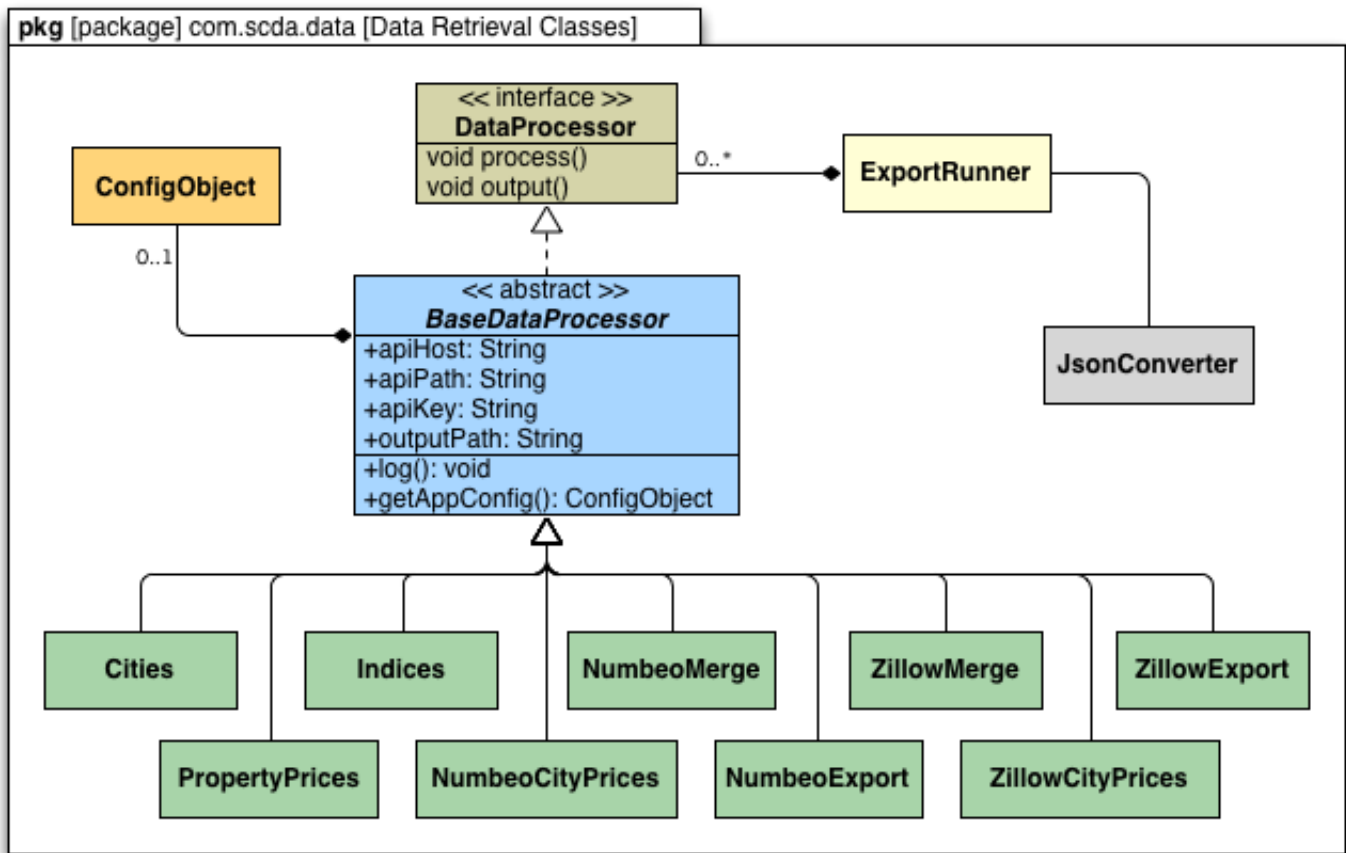 pkg [package] com.scda.data [Data Retrieval Classes]
<< interface >>
DataProcessor
void process()
void output()
0..*
ExportRunner
ConfigObject
0..1
<< abstract >>
BaseDataProcessor
+apiHost: String
+apiPath: String
+apiKey: String
+outputPath: String
+log(): void
+getAppConfig(): ConfigObject
JsonConverter
Cities
Indices
NumbeoMerge
ZillowMerge
ZillowExport
PropertyPrices
NumbeoCityPrices
NumbeoExport
ZillowCityPrices